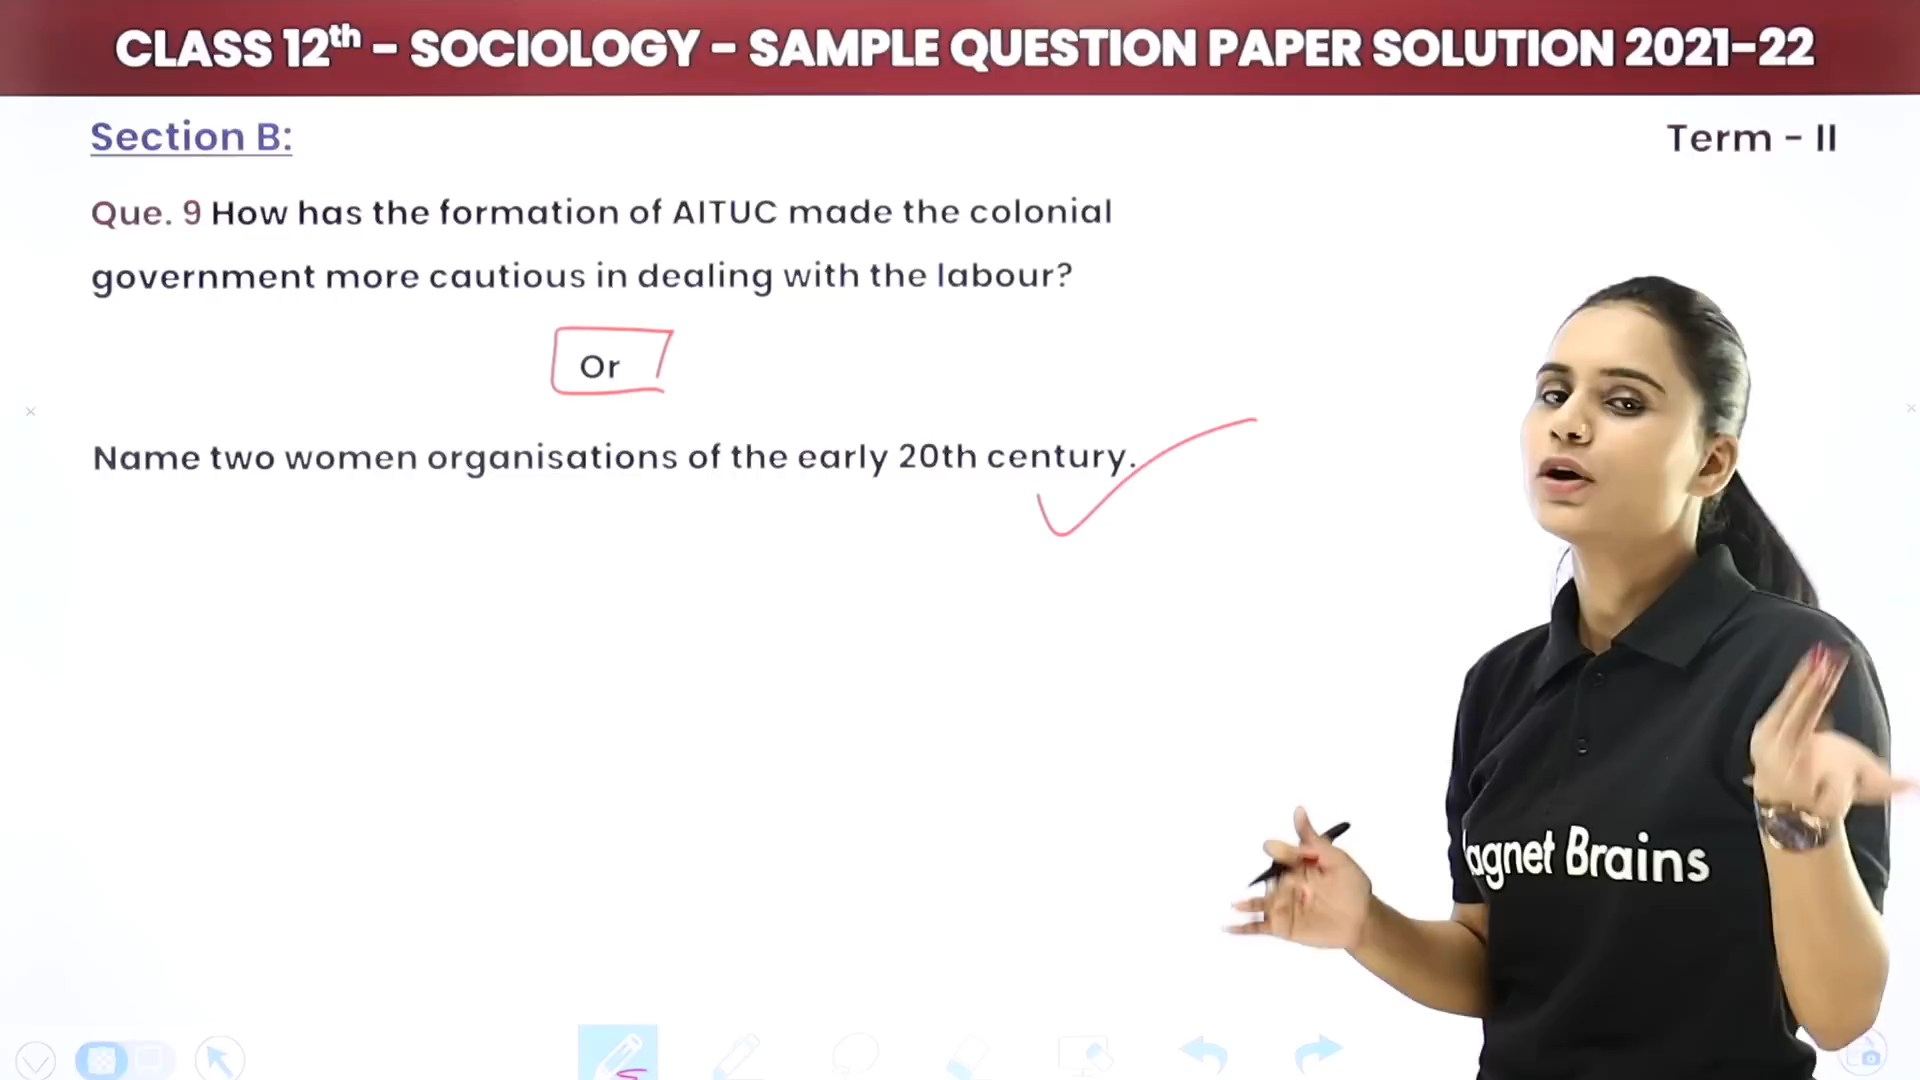 CLASS 12th - SOCIOLOGY - SAMPLE QUESTION PAPER SOLUTION 2021-22
Section B:
Term - II
Que. 9 How has the formation of AITUC made the colonial
government more cautious in dealing with the labour?
Or
Name two women organisations of the early 20th century.
agnet Brains